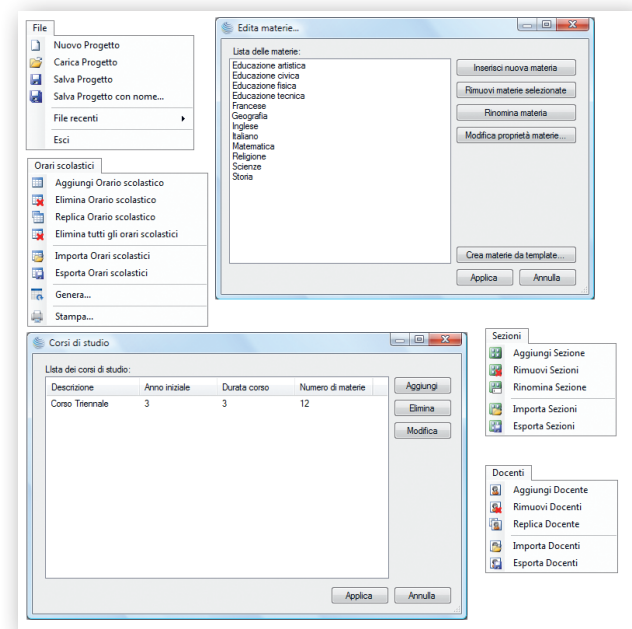 File
Nuovo Progetto
Carica Progetto
Salva Progetto
Salva Progetto con nome...
File recenti
Esci
Edita materie...
Lista delle materie:
Educazione artistica
Educazione civica
Educazione fisica
Educazione tecnica
Francese
Geografia
Inglese
Italiano
Matematica
Religione
Scienze
Storia
Inserisci nuova materia
Rimuovi materie selezionate
Rinomina materia
Modifica proprietà materie...
Crea materie da template...
Applica
Annulla
Orari scolastici
Aggiungi Orario scolastico
Elimina Orario scolastico
Replica Orario scolastico
Elimina tutti gli orari scolastici
Importa Orari scolastici
Esporta Orari scolastici
Genera...
Stampa...
Corsi di studio
LIsta dei corsi di studio:
Descrizione Anno iniziale Durata corso Numero di materie
Corso Triennale 3 3 12
Aggiungi
Elimina
Modifica
Applica
Annulla
Sezioni
Aggiungi Sezione
Rimuovi Sezioni
Rinomina Sezione
Importa Sezioni
Esporta Sezioni
Docenti
Aggiungi Docente
Rimuovi Docenti
Replica Docente
Importa Docenti
Esporta Docenti